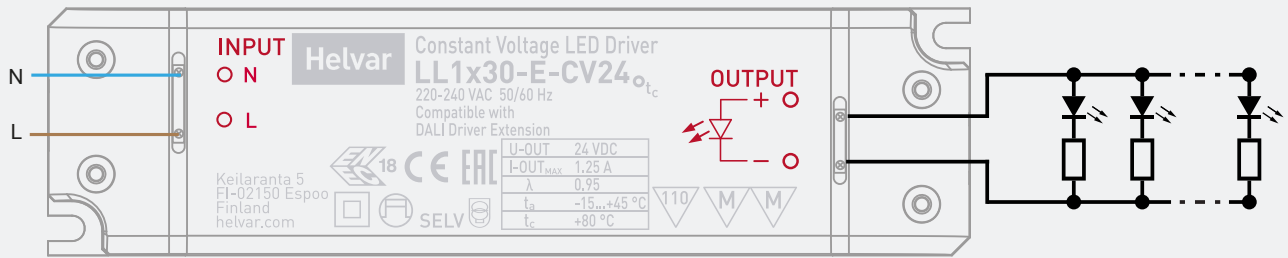 N
L
INPUT
N
L
Helvar
Constant Voltage LED Driver
LL1x30-E-CV24
tc
220-240 VAC 50/60 Hz
Compatible with
DALI Driver Extension
OUTPUT
+
–
Keilaranta 5
FI-02150 Espoo
Finland
helvar.com
18
CE
EAC
SELV
U-OUT 24 VDC
I-OUTMAX 1.25 A
λ 0,95
ta -15...+45 °C
tc +80 °C
110
M
M